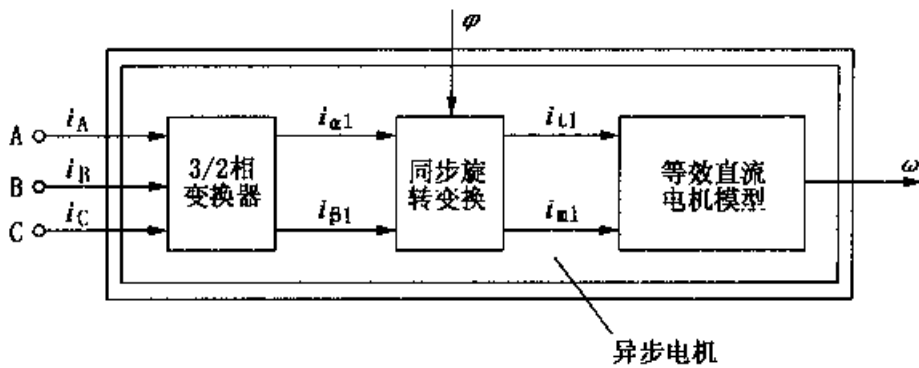 φ
A
i_A
B
i_B
C
i_C
3/2相
变换器
i_α1
i_β1
同步旋
转变换
i_t1
i_m1
等效直流
电机模型
ω
异步电机